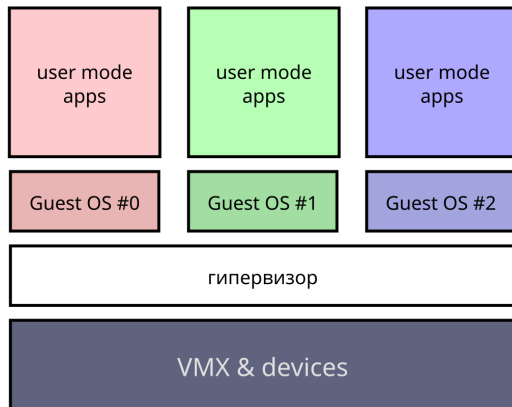 user mode
apps
user mode
apps
user mode
apps
Guest OS #0
Guest OS #1
Guest OS #2
гипервизор
VMX & devices